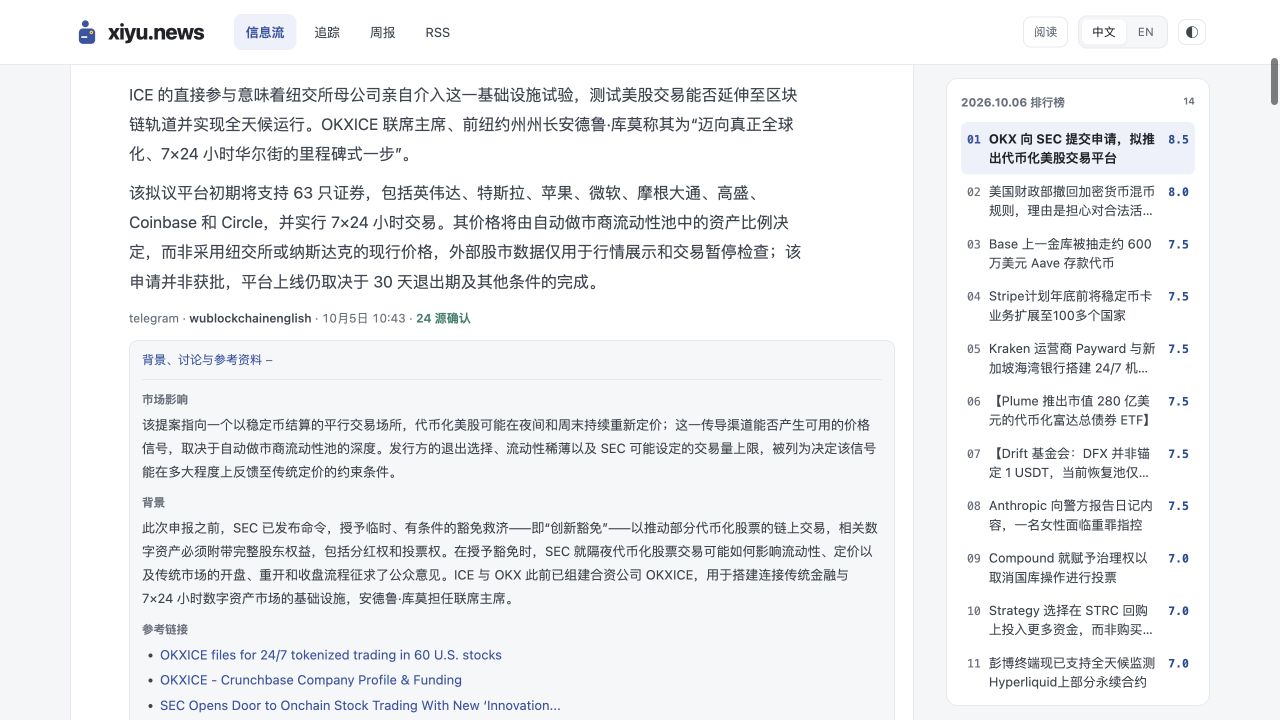 xiyu.news
信息流
追踪
周报
RSS
阅读
中文
EN
ICE 的直接参与意味着纽交所母公司亲自介入这一基础设施试验，测试美股交易能否延伸至区块
链轨道并实现全天候运行。OKXICE 联席主席、前纽约州州长安德鲁·库莫称其为“迈向真正全球
化、7×24 小时华尔街的里程碑式一步”。
该拟议平台初期将支持 63 只证券，包括英伟达、特斯拉、苹果、微软、摩根大通、高盛、
Coinbase 和 Circle，并实行 7×24 小时交易。其价格将由自动做市商流动性池中的资产比例决
定，而非采用纽交所或纳斯达克的现行价格，外部股市数据仅用于行情展示和交易暂停检查；该
申请并非获批，平台上线仍取决于 30 天退出期及其他条件的完成。
telegram · wublockchainenglish · 10月5日 10:43 · 24 源确认
背景、讨论与参考资料 –
市场影响
该提案指向一个以稳定币结算的平行交易场所，代币化美股可能在夜间和周末持续重新定价；这一传导渠道能否产生可用的价格
信号，取决于自动做市商流动性池的深度。发行方的退出选择、流动性稀薄以及 SEC 可能设定的交易量上限，被列为决定该信号
能在多大程度上反馈至传统定价的约束条件。
背景
此次申报之前，SEC 已发布命令，授予临时、有条件的豁免救济——即“创新豁免”——以推动部分代币化股票的链上交易，相关数
字资产必须附带完整股东权益，包括分红权和投票权。在授予豁免时，SEC 就隔夜代币化股票交易可能如何影响流动性、定价以
及传统市场的开盘、重开和收盘流程征求了公众意见。ICE 与 OKX 此前已组建合资公司 OKXICE，用于搭建连接传统金融与
7×24 小时数字资产市场的基础设施，安德鲁·库莫担任联席主席。
参考链接
• OKXICE files for 24/7 tokenized trading in 60 U.S. stocks
• OKXICE - Crunchbase Company Profile & Funding
• SEC Opens Door to Onchain Stock Trading With New ‘Innovation...
2026.10.06 排行榜 14
01 OKX 向 SEC 提交申请，拟推 8.5
出代币化美股交易平台
02 美国财政部撤回加密货币混币 8.0
规则，理由是担心对合法活...
03 Base 上一金库被抽走约 600 7.5
万美元 Aave 存款代币
04 Stripe计划年底前将稳定币卡 7.5
业务扩展至100多个国家
05 Kraken 运营商 Payward 与新 7.5
加坡海湾银行搭建 24/7 机...
06 【Plume 推出市值 280 亿美 7.5
元的代币化富达总债券 ETF】
07 【Drift 基金会：DFX 并非锚 7.5
定 1 USDT，当前恢复池仅...
08 Anthropic 向警方报告日记内 7.5
容，一名女性面临重罪指控
09 Compound 就赋予治理权以 7.0
取消国库操作进行投票
10 Strategy 选择在 STRC 回购 7.0
上投入更多资金，而非购买...
11 彭博终端现已支持全天候监测 7.0
Hyperliquid上部分永续合约